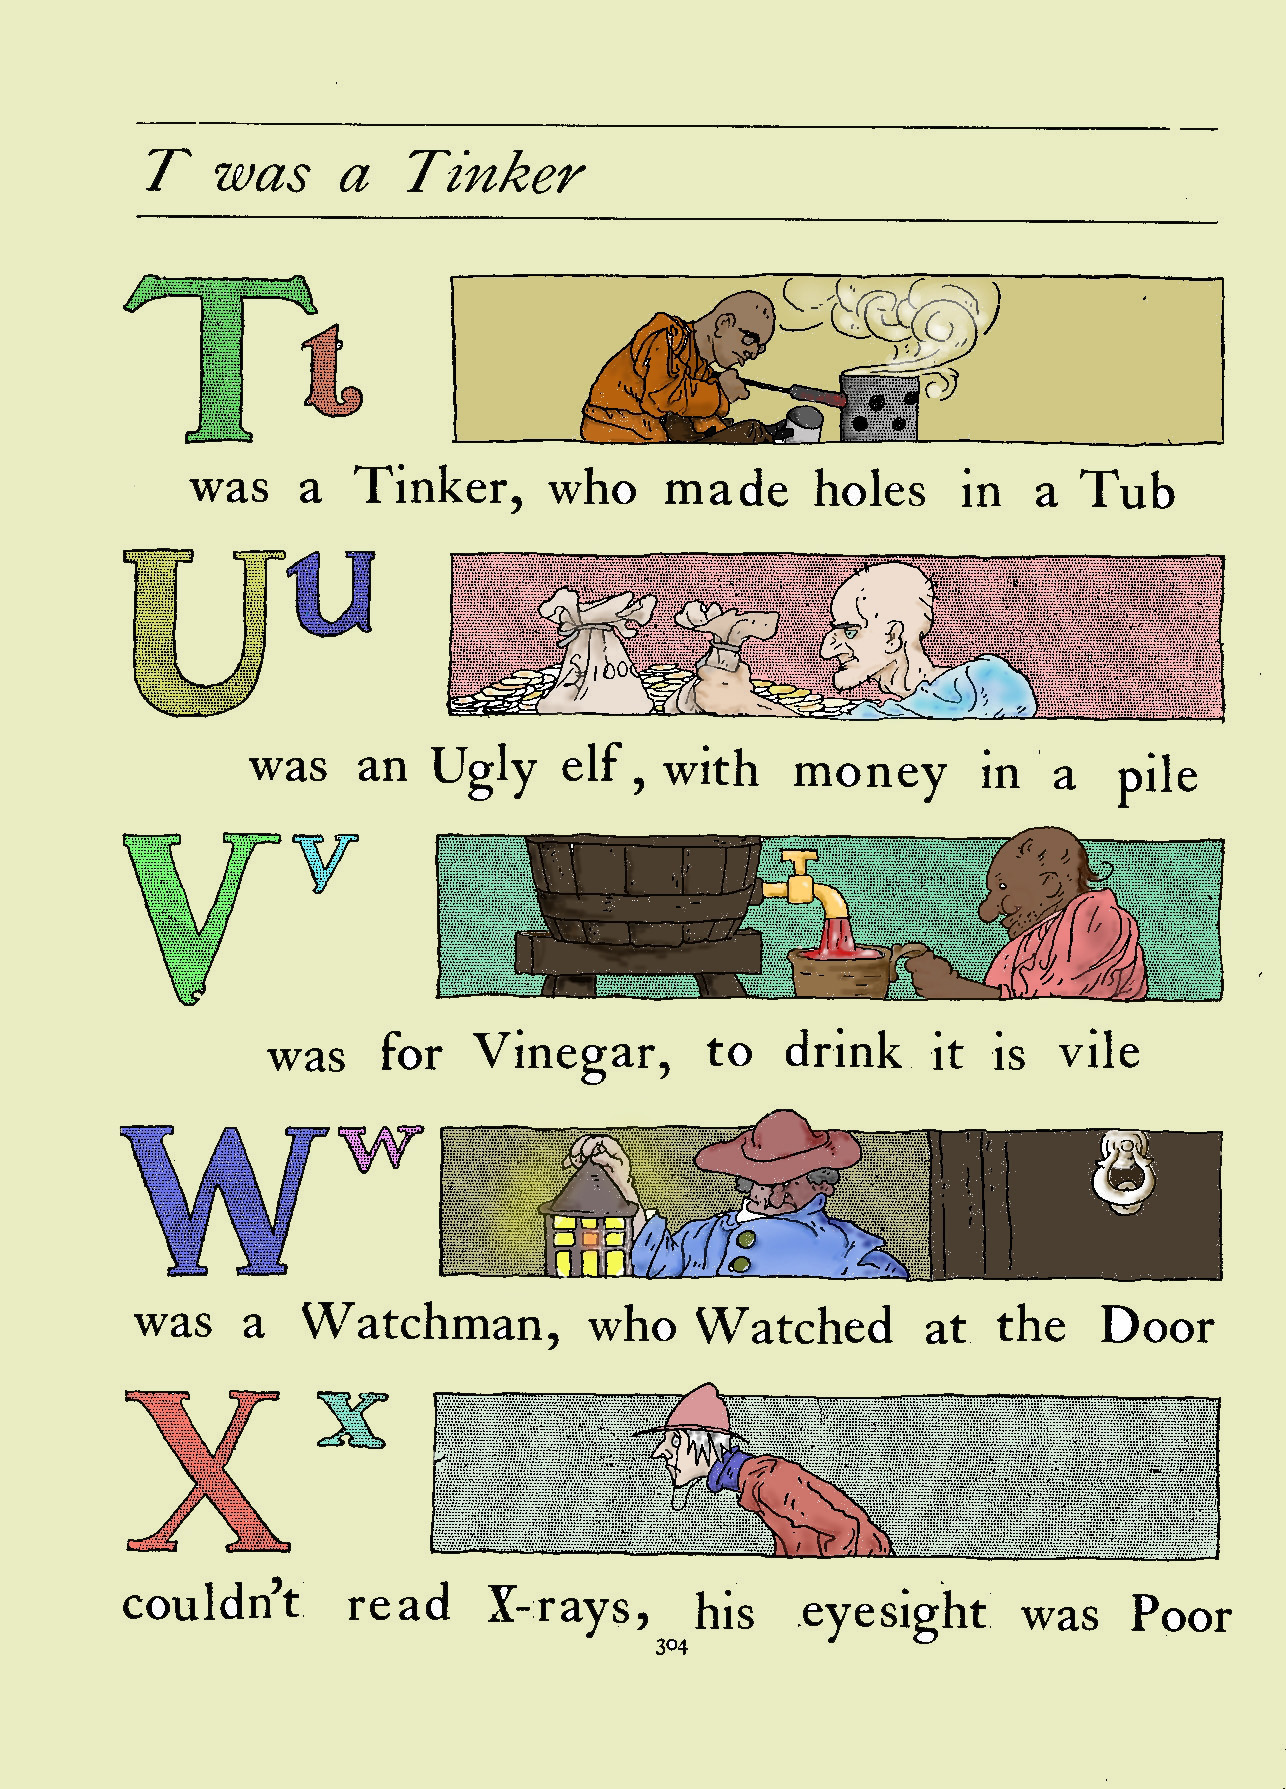 T was a Tinker
T t
was a Tinker, who made holes in a Tub
U u
£1000
was an Ugly elf, with money in a pile
V v
was for Vinegar, to drink it is vile
W w
was a Watchman, who Watched at the Door
X x
couldn't read X-rays, his eyesight was Poor
304